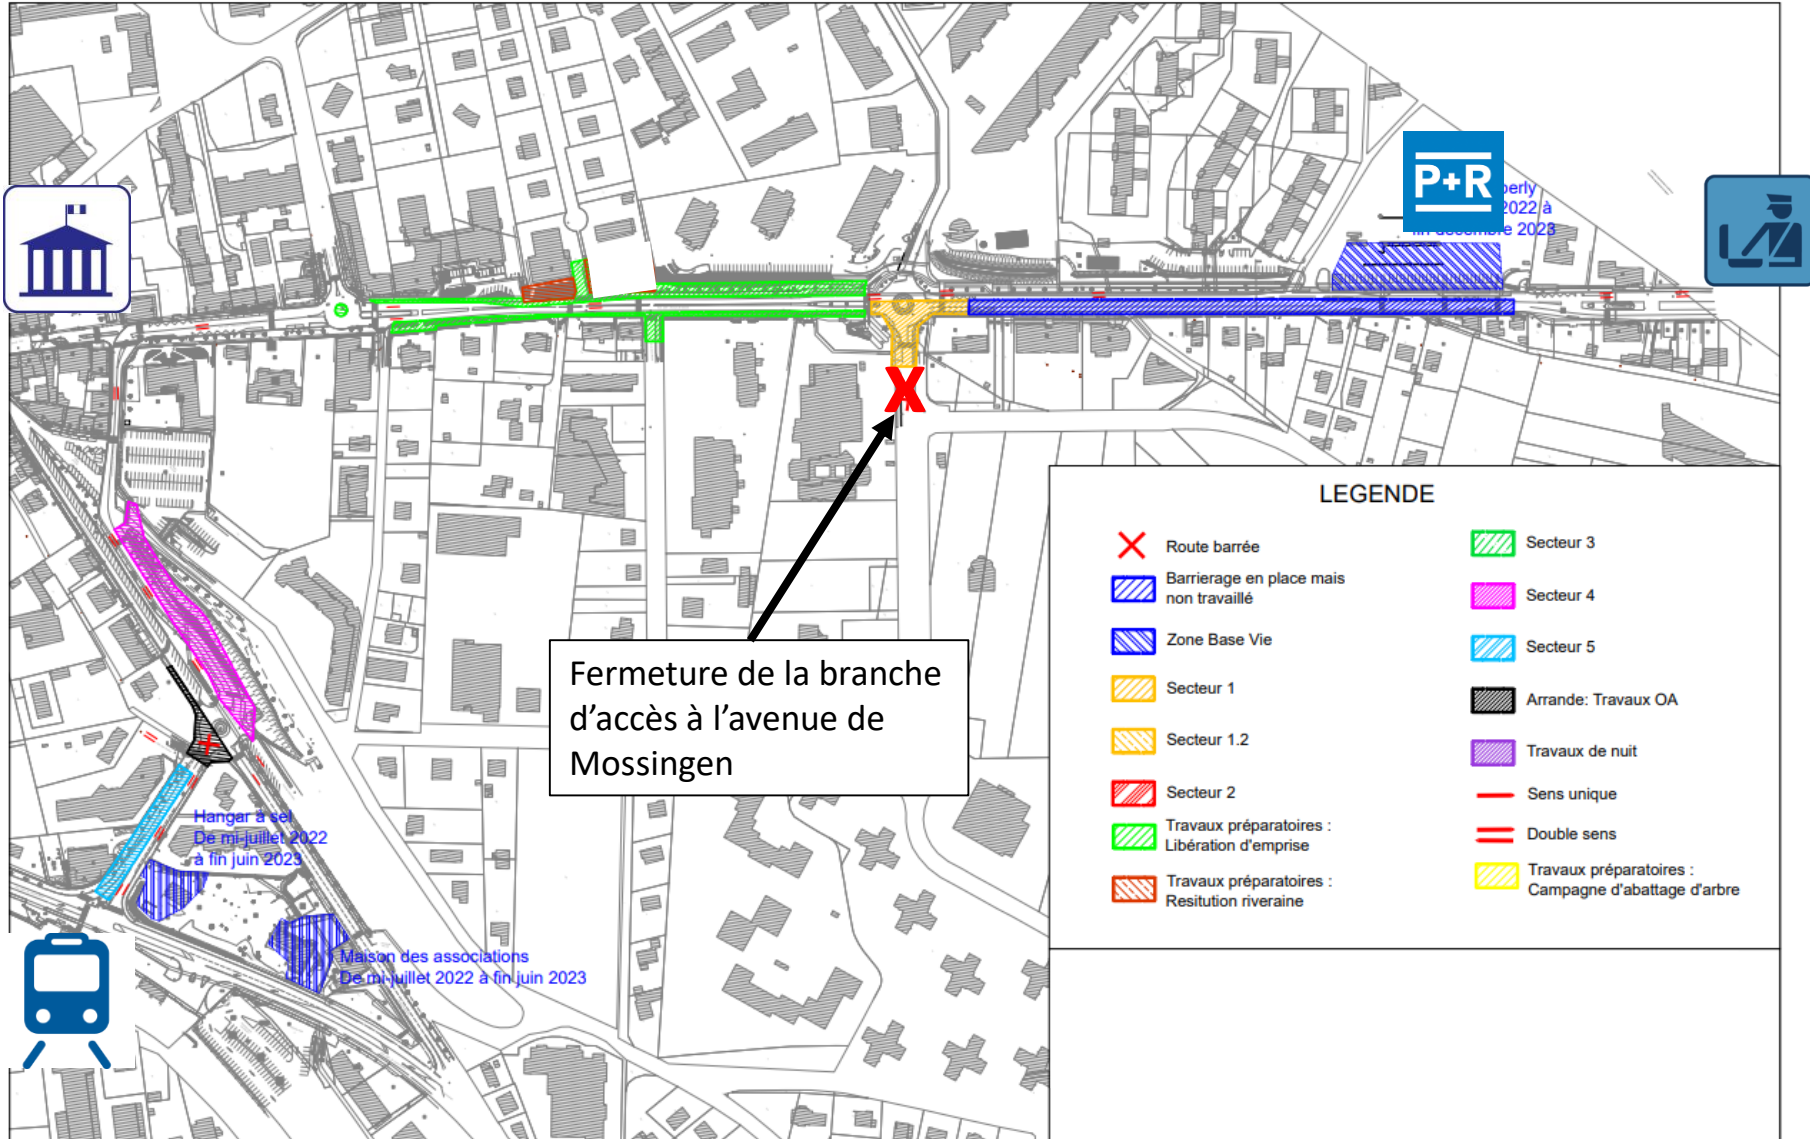 P+R
perly
2022 à
fin décembre 2023
Fermeture de la branche
d'accès à l'avenue de
Mossingen
Hangar à sel
De mi-juillet 2022
à fin juin 2023
Maison des associations
De mi-juillet 2022 à fin juin 2023
LEGENDE
Route barrée
Barrierage en place mais
non travaillé
Zone Base Vie
Secteur 1
Secteur 1.2
Secteur 2
Travaux préparatoires :
Libération d'emprise
Travaux préparatoires :
Resitution riveraine
Secteur 3
Secteur 4
Secteur 5
Arrande: Travaux OA
Travaux de nuit
Sens unique
Double sens
Travaux préparatoires :
Campagne d'abattage d'arbre